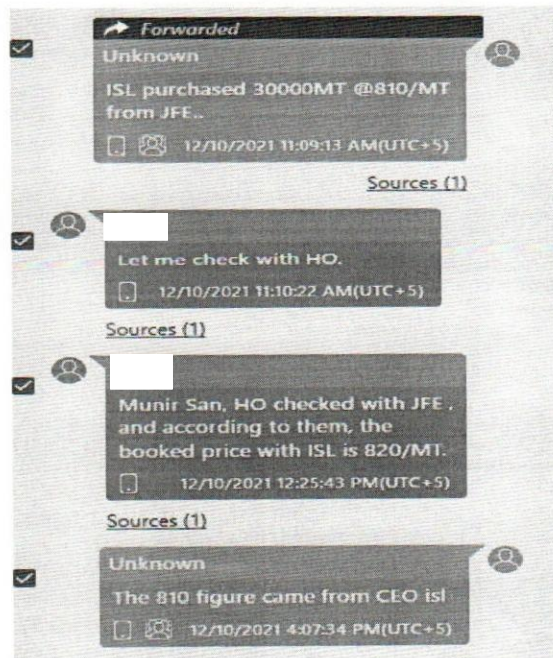 Forwarded
Unknown
ISL purchased 30000MT @810/MT
from JFE..
12/10/2021 11:09:13 AM(UTC+5)
Sources (1)
Let me check with HO.
12/10/2021 11:10:22 AM(UTC+5)
Sources (1)
Munir San, HO checked with JFE ,
and according to them, the
booked price with ISL is 820/MT.
12/10/2021 12:25:43 PM(UTC+5)
Sources (1)
Unknown
The 810 figure came from CEO isl
12/10/2021 4:07:34 PM(UTC+5)